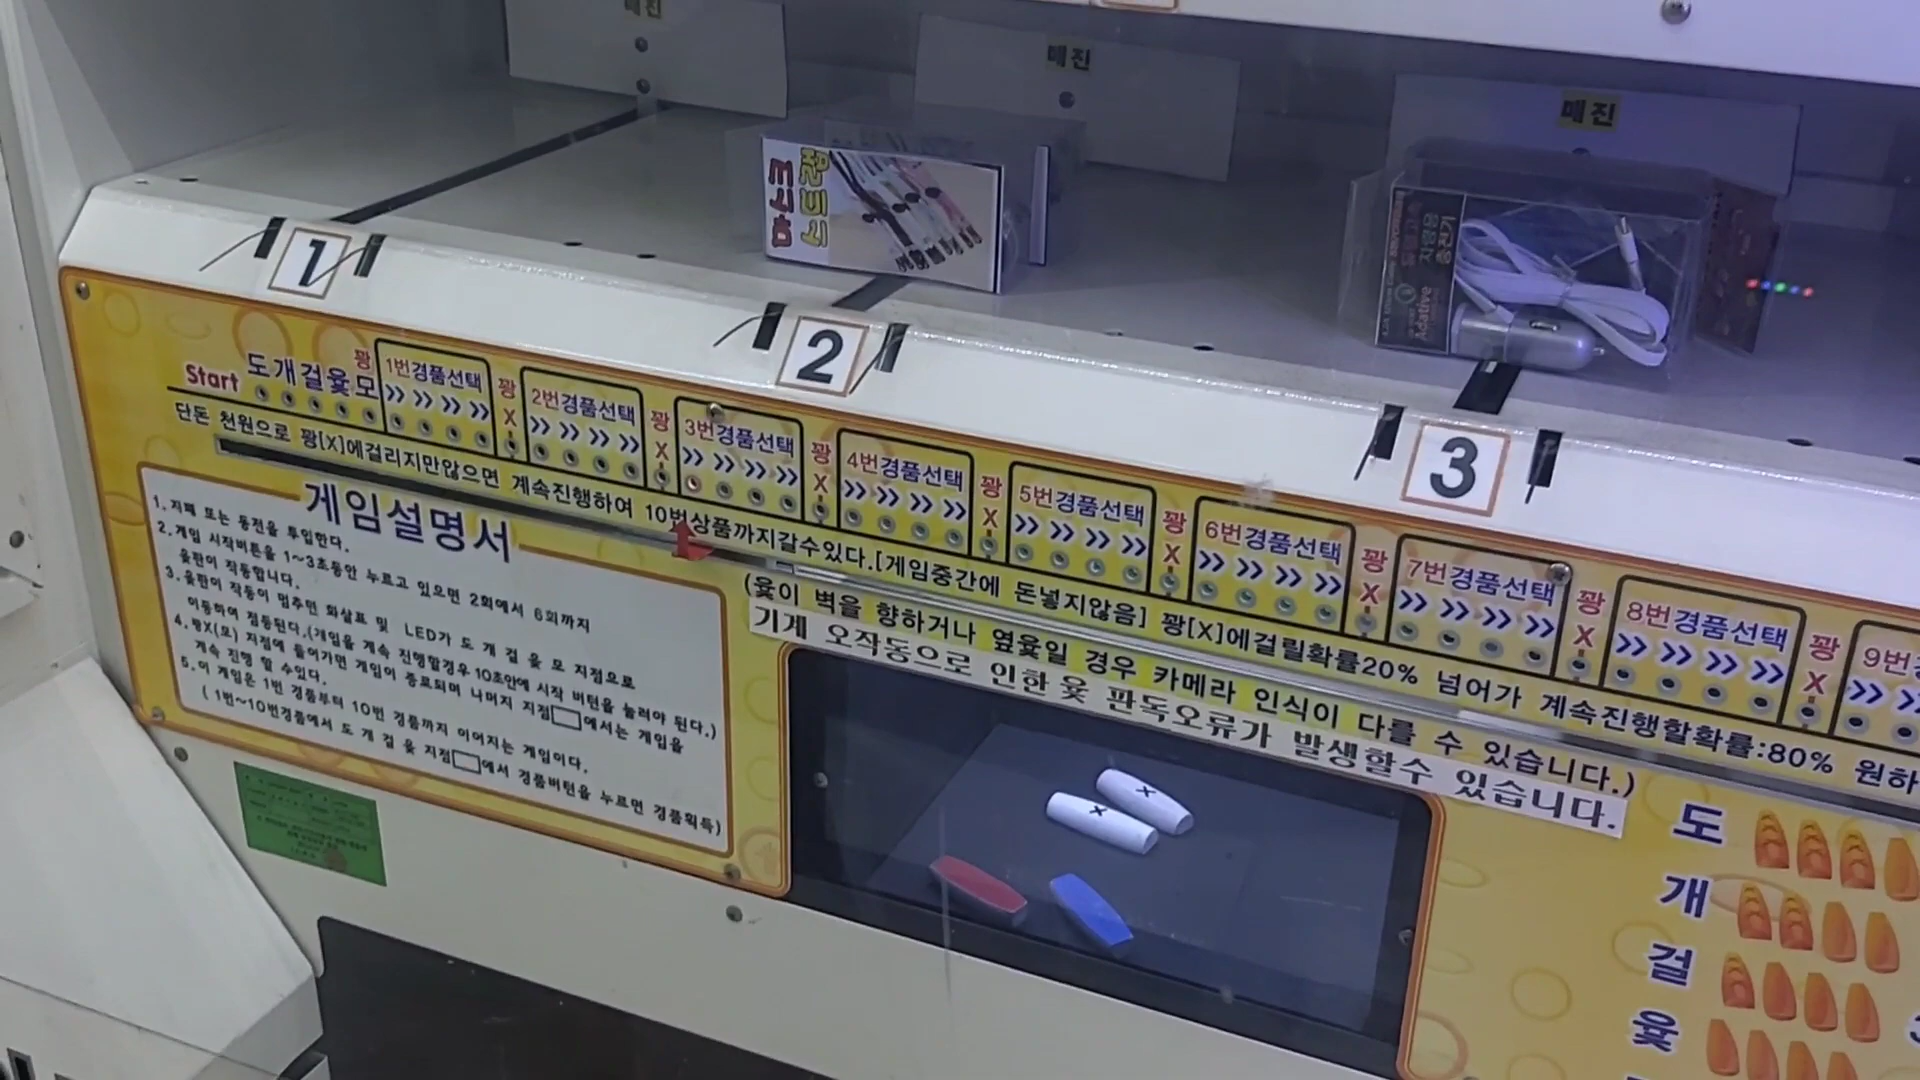 매진
매진
매진
차량용
충전기
Adative
1
2
3
Start 도개걸윷모
꽝 1번경품선택 꽝 2번경품선택 꽝 3번경품선택 꽝 4번경품선택 꽝 5번경품선택 꽝 6번경품선택 꽝 7번경품선택 꽝 8번경품선택 꽝 9번
X X X X X X X X
단돈 천원으로 꽝[X]에걸리지만않으면 계속진행하여 10번상품까지갈수있다.[게임중간에 돈넣지않음] 꽝[X]에걸릴확률20% 넘어가 계속진행할확률:80% 원하
게임설명서
1.지폐 또는 동전을 투입한다.
2.게임 시작버튼을 1~3초동안 누르고 있으면 2회에서 6회까지
윷판이 작동합니다.
3.윷판이 작동이 멈추면 화살표 및 LED가 도 개 걸 윷 모 지점으로
이동하여 점등된다.(게임을 계속 진행할경우 10초안에 시작 버턴을 눌러야 된다.)
4.꽝X(모) 지점에 들어가면 게임이 종료되며 나머지 지점 에서는 게임을
계속 진행 할 수있다.
5.이 게임은 1번 경품부터 10번 경품까지 이어지는 게임이다.
( 1번~10번경품에서 도 개 걸 윷 지점 에서 경품버턴을 누르면 경품획득)
(윷이 벽을 향하거나 옆윷일 경우 카메라 인식이 다를 수 있습니다.)
기계 오작동으로 인한 윷 판독오류가 발생할수 있습니다.
X
X
도
개
걸
윷